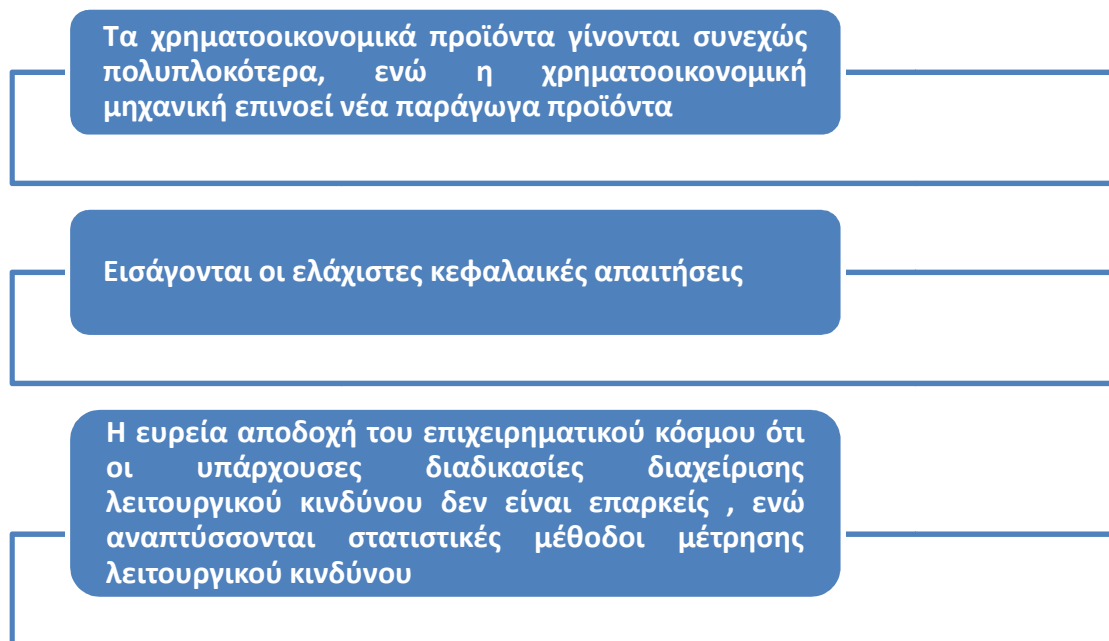 Τα χρηματοοικονομικά προϊόντα γίνονται συνεχώς
πολυπλοκότερα, ενώ η χρηματοοικονομική
μηχανική επινοεί νέα παράγωγα προϊόντα
Εισάγονται οι ελάχιστες κεφαλαικές απαιτήσεις
Η ευρεία αποδοχή του επιχειρηματικού κόσμου ότι
οι υπάρχουσες διαδικασίες διαχείρισης
λειτουργικού κινδύνου δεν είναι επαρκείς , ενώ
αναπτύσσονται στατιστικές μέθοδοι μέτρησης
λειτουργικού κινδύνου